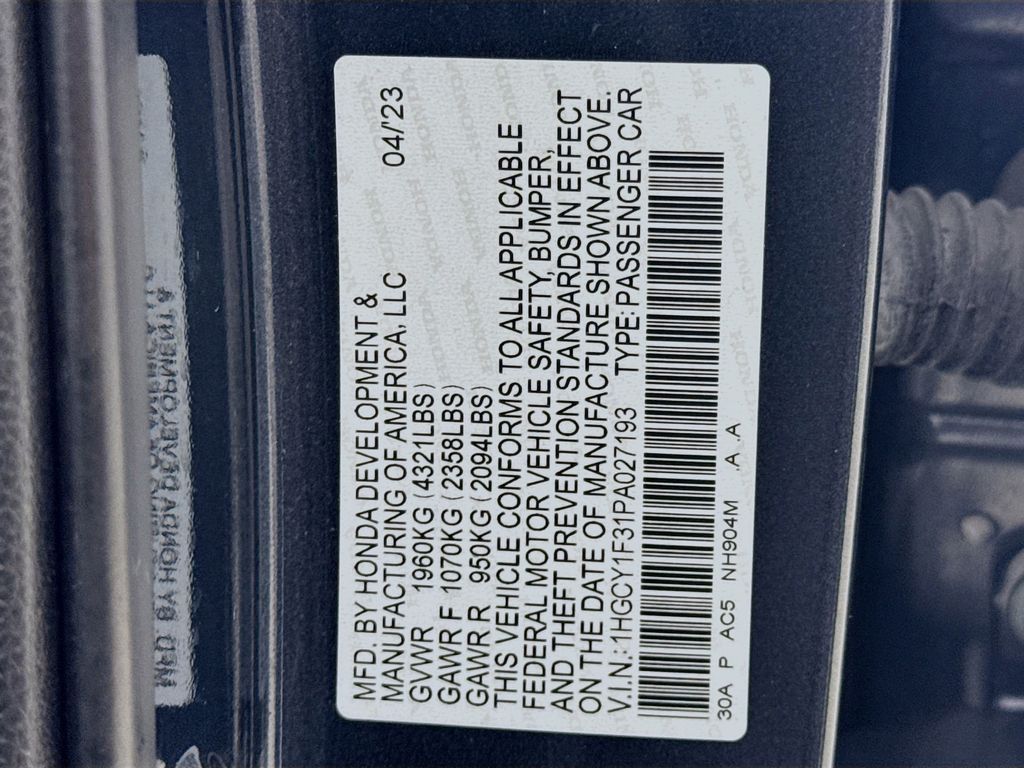 MFD. BY HONDA DEVELOPMENT &
MANUFACTURING OF AMERICA, LLC 04/'23
GVWR 1960KG (4321LBS)
GAWR F 1070KG (2358LBS)
GAWR R 950KG (2094LBS)
THIS VEHICLE CONFORMS TO ALL APPLICABLE
FEDERAL MOTOR VEHICLE SAFETY, BUMPER,
AND THEFT PREVENTION STANDARDS IN EFFECT
ON THE DATE OF MANUFACTURE SHOWN ABOVE.
V.I.N.: 1HGCY1F31PA027193 TYPE: PASSENGER CAR
30A P AC5 NH904M .A .A